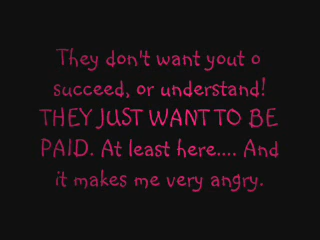 They don't want yout o
succeed, or understand!
THEY JUST WANT TO BE
PAID. At least here.... And
it makes me very angry.